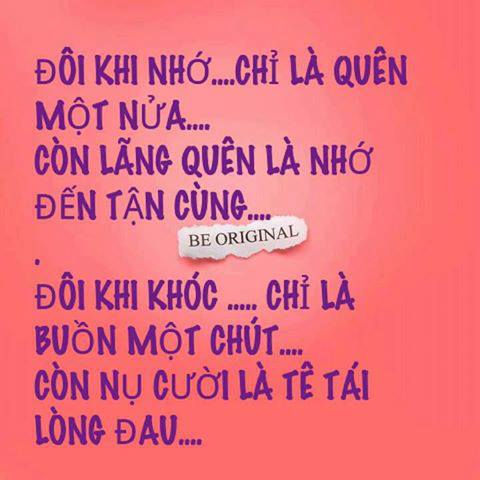 ĐÔI KHI NHỚ....CHỈ LÀ QUÊN
MỘT NỬA....
CÒN LÃNG QUÊN LÀ NHỚ
ĐẾN TẬN CÙNG....
BE ORIGINAL
.
ĐÔI KHI KHÓC ..... CHỈ LÀ
BUỒN MỘT CHÚT....
CÒN NỤ CƯỜI LÀ TÊ TÁI
LÒNG ĐAU....